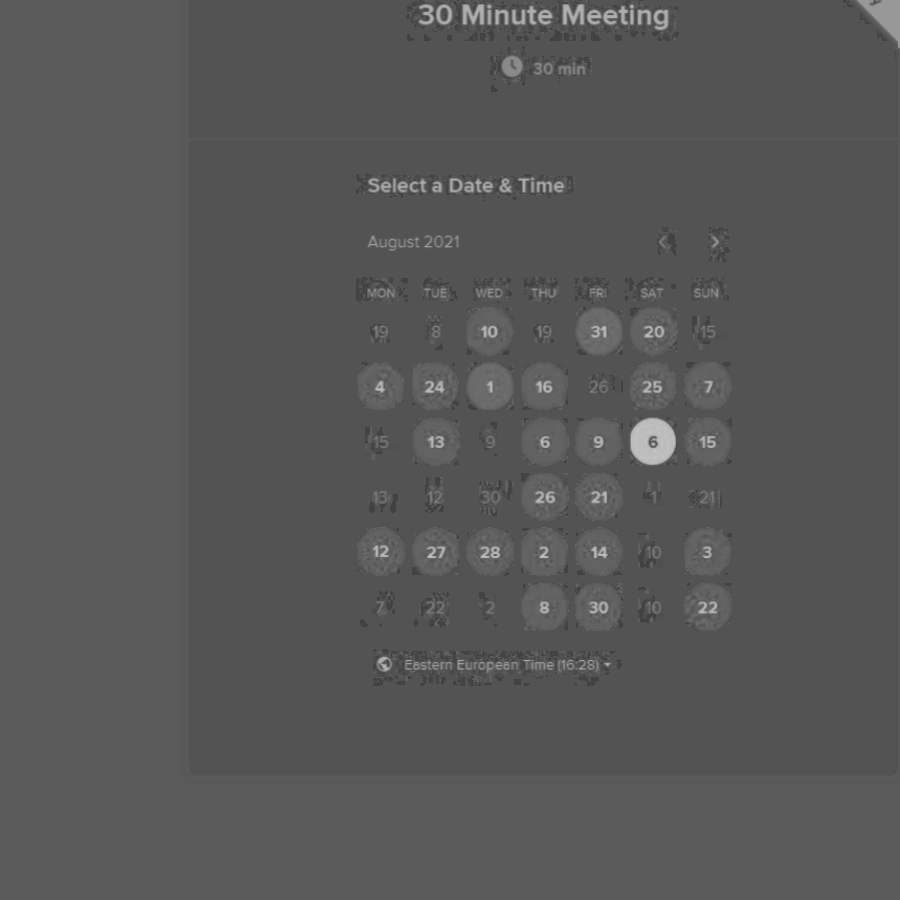 30 Minute Meeting
30 min
Select a Date & Time
August 2021
MON TUE WED THU FRI SAT SUN
19 8 10 19 31 20 15
4 24 1 16 26 25 7
15 13 9 6 9 6 15
13 12 30 26 21 1 21
12 27 28 2 14 10 3
7 22 2 8 30 10 22
Eastern European Time (16:28)